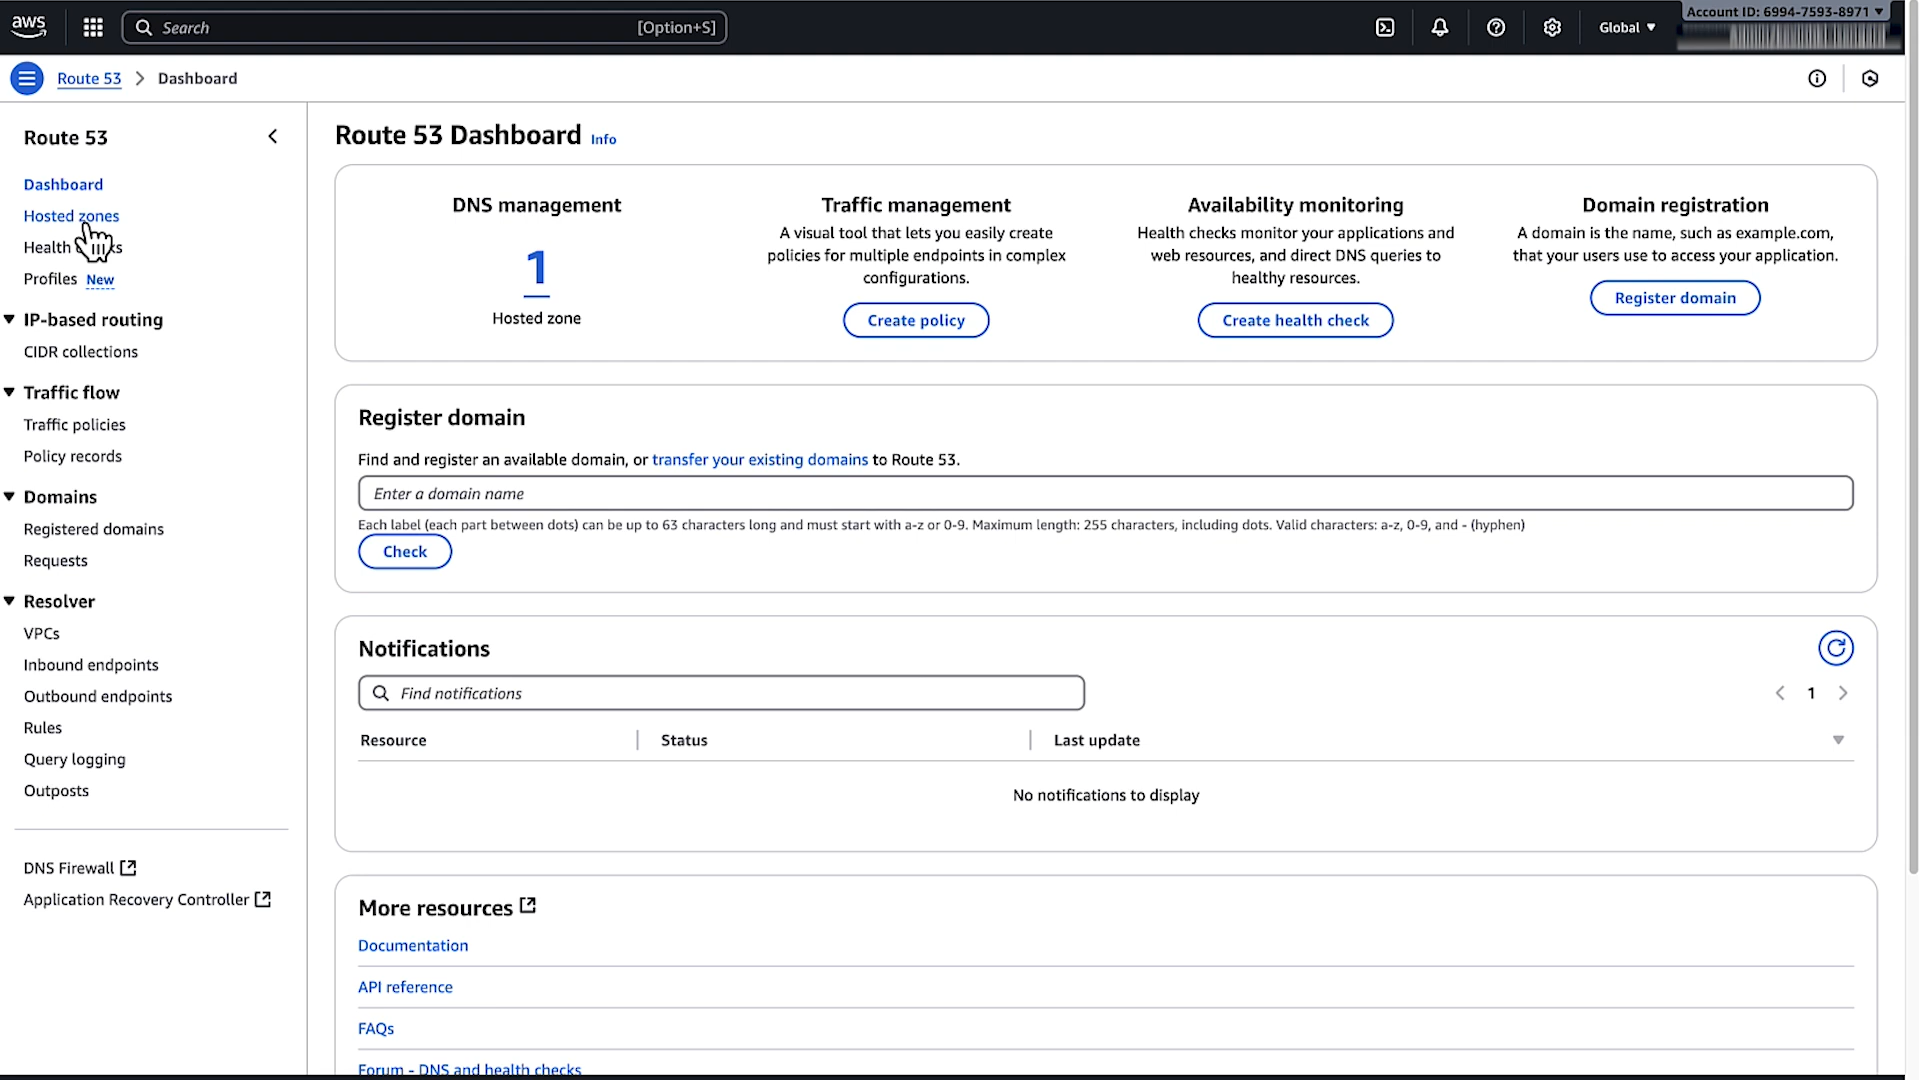 aws
Search
[Option+S]
Global
Account ID: 6994-7593-8971
Route 53
Dashboard
Route 53
Dashboard
Hosted zones
Health
Profiles New
IP-based routing
CIDR collections
Traffic flow
Traffic policies
Policy records
Domains
Registered domains
Requests
Resolver
VPCs
Inbound endpoints
Outbound endpoints
Rules
Query logging
Outposts
DNS Firewall
Application Recovery Controller
Route 53 Dashboard Info
DNS management
1
Hosted zone
Traffic management
A visual tool that lets you easily create
policies for multiple endpoints in complex
configurations.
Create policy
Availability monitoring
Health checks monitor your applications and
web resources, and direct DNS queries to
healthy resources.
Create health check
Domain registration
A domain is the name, such as example.com,
that your users use to access your application.
Register domain
Register domain
Find and register an available domain, or transfer your existing domains to Route 53.
Enter a domain name
Each label (each part between dots) can be up to 63 characters long and must start with a-z or 0-9. Maximum length: 255 characters, including dots. Valid characters: a-z, 0-9, and - (hyphen)
Check
Notifications
Find notifications
1
Resource
Status
Last update
No notifications to display
More resources
Documentation
API reference
FAQs
Forum - DNS and health checks